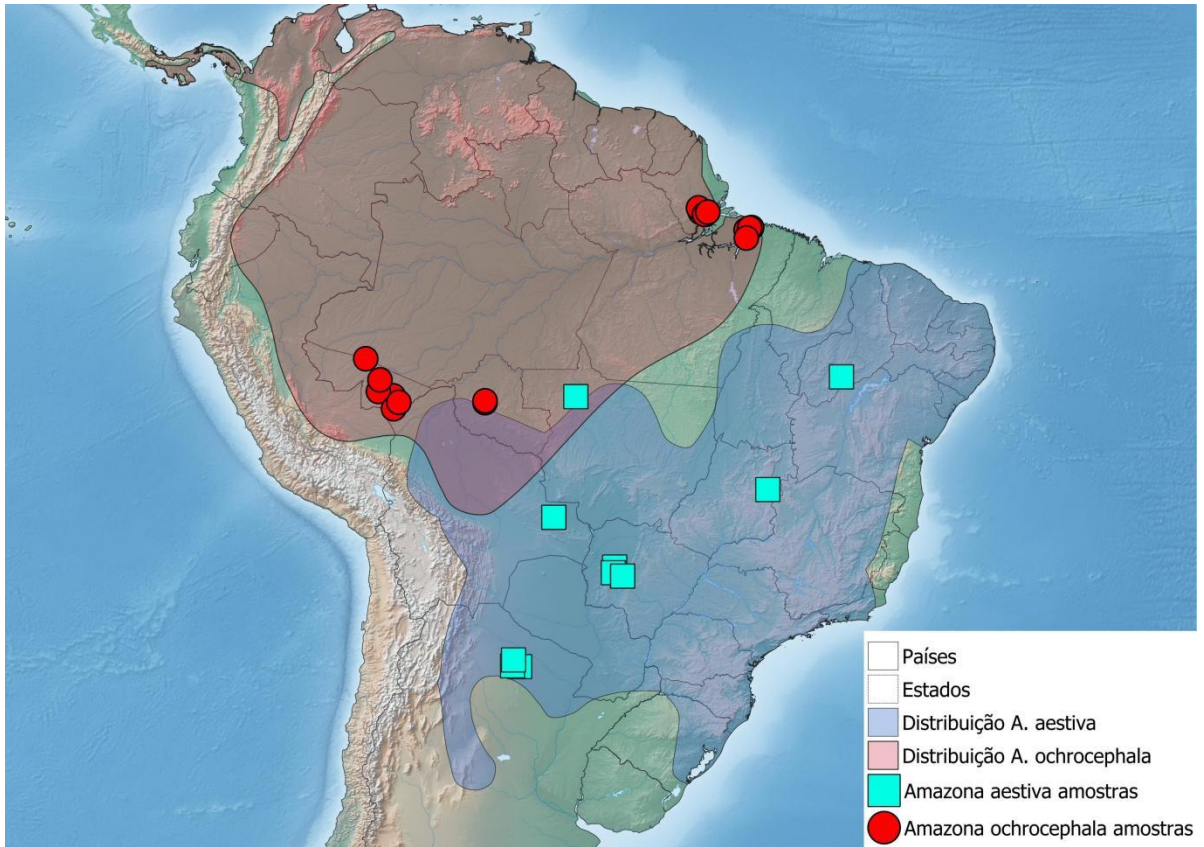 Países
Estados
Distribuição A. aestiva
Distribuição A. ochrocephala
Amazona aestiva amostras
Amazona ochrocephala amostras